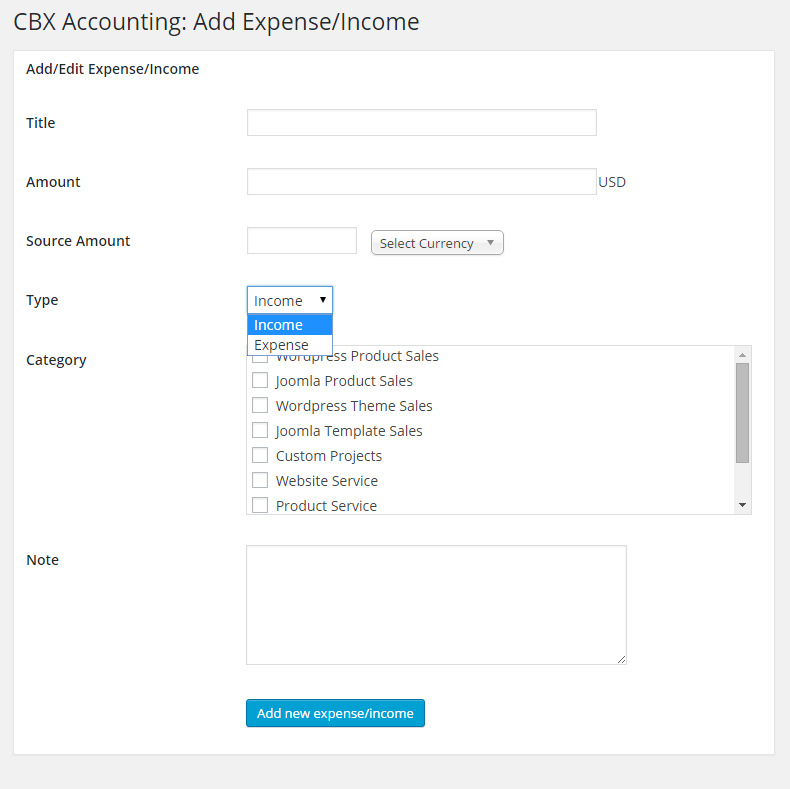 CBX Accounting: Add Expense/Income
Add/Edit Expense/Income
Title
Amount
USD
Source Amount
Select Currency
Type
Income
Income
Expense
Category
Wordpress Product Sales
Joomla Product Sales
Wordpress Theme Sales
Joomla Template Sales
Custom Projects
Website Service
Product Service
Note
Add new expense/income